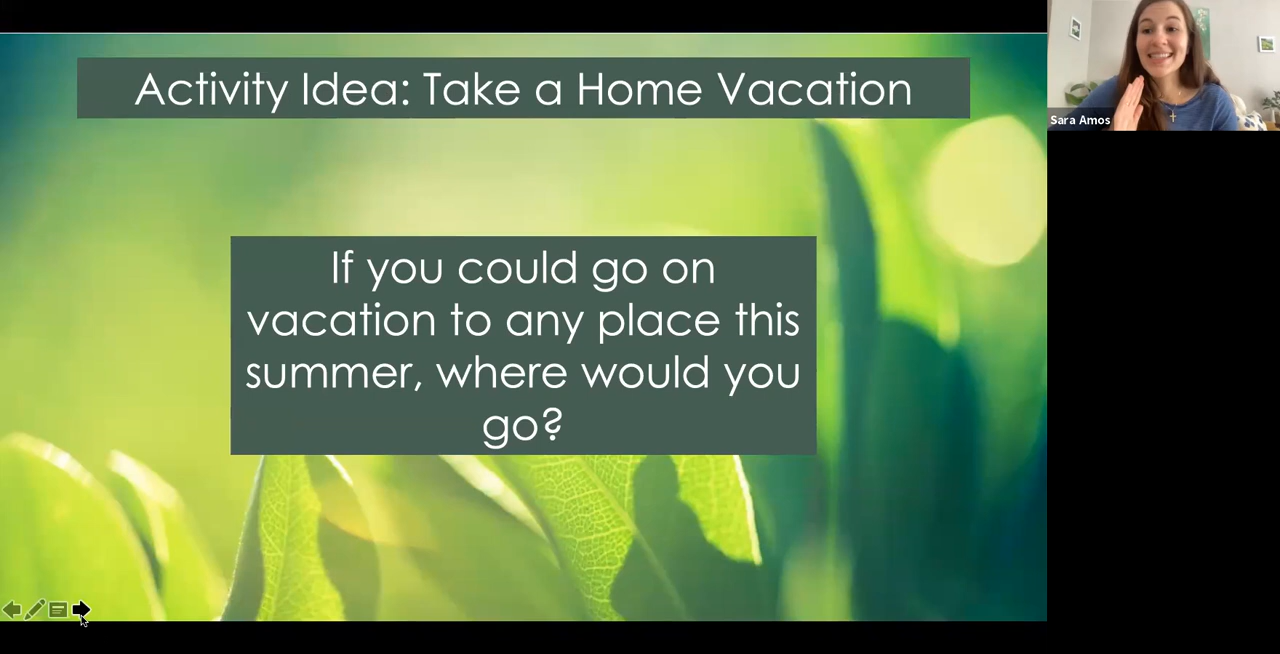 Activity Idea: Take a Home Vacation
Sara Amos
If you could go on
vacation to any place this
summer, where would you
go?